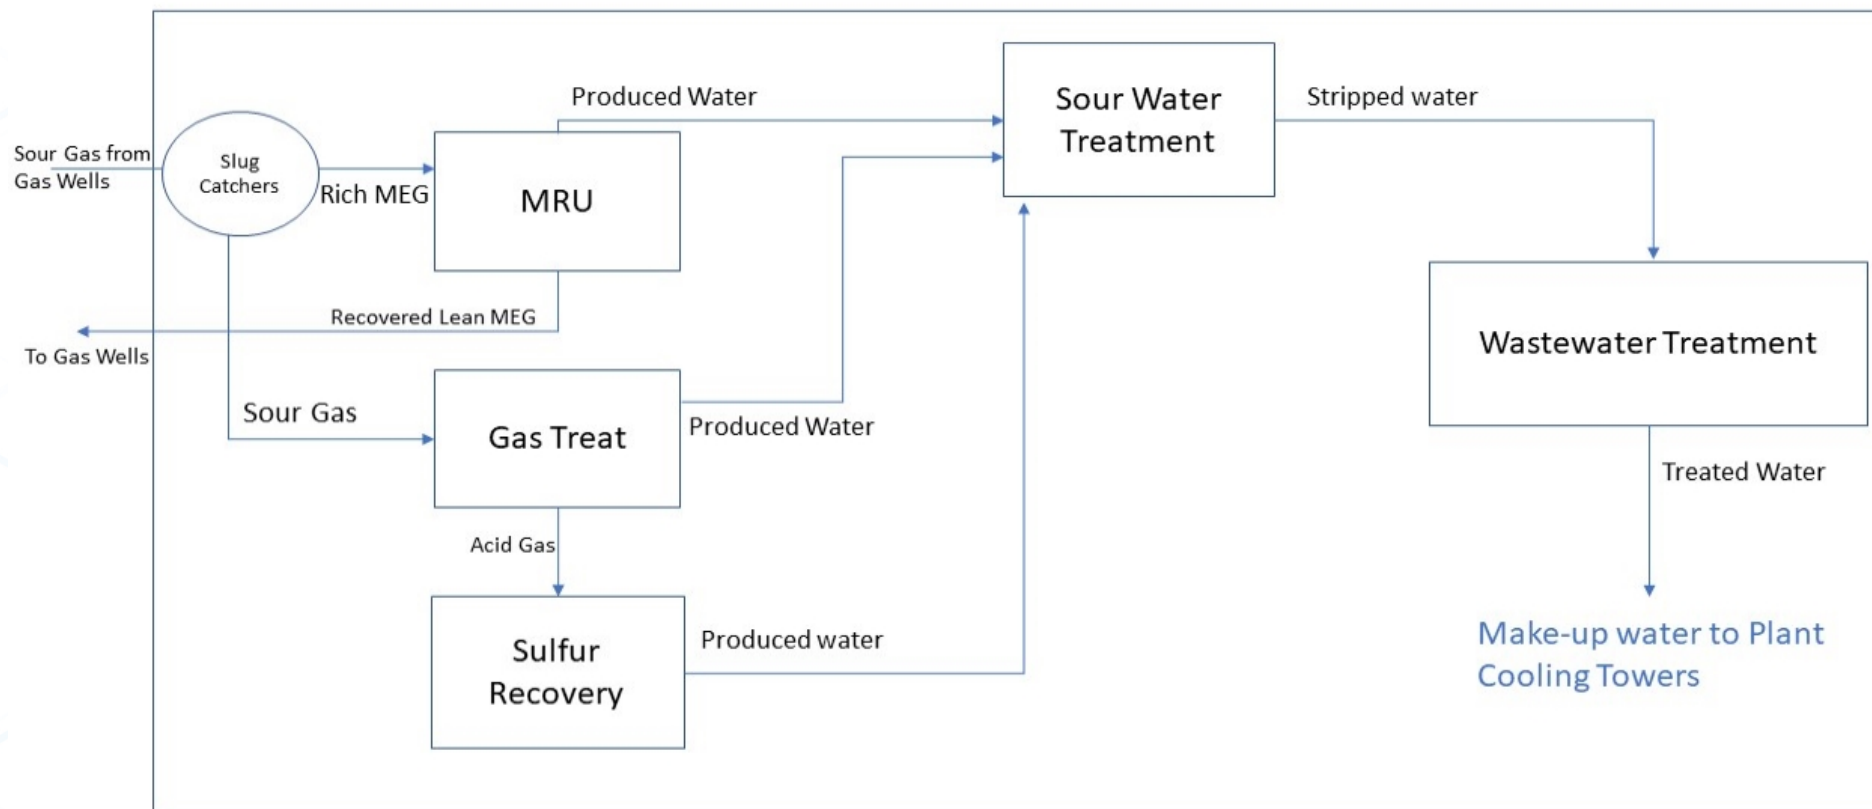 Produced Water
Sour Water
Treatment
Stripped water
Sour Gas from
Gas Wells
Slug
Catchers
Rich MEG
MRU
Recovered Lean MEG
To Gas Wells
Sour Gas
Gas Treat
Produced Water
Wastewater Treatment
Treated Water
Acid Gas
Sulfur
Recovery
Produced water
Make-up water to Plant
Cooling Towers